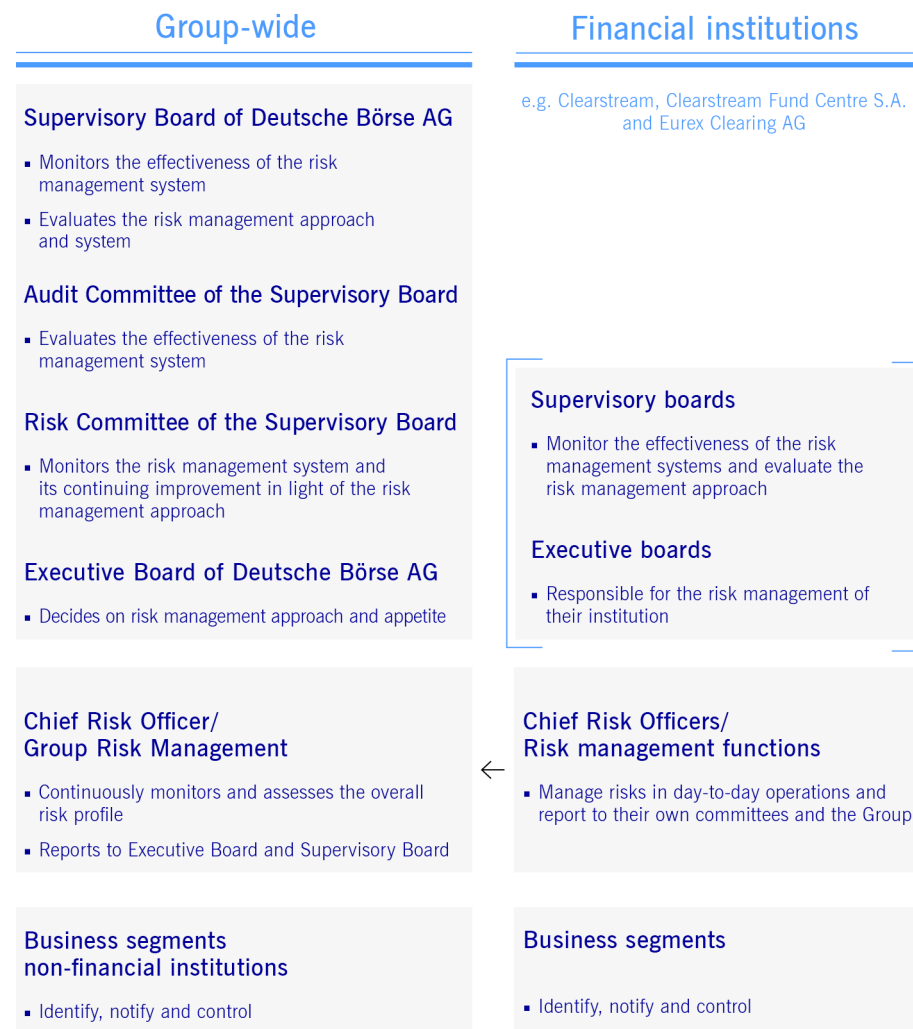 Group-wide
Supervisory Board of Deutsche Börse AG
▪ Monitors the effectiveness of the risk
management system
▪ Evaluates the risk management approach
and system
Audit Committee of the Supervisory Board
▪ Evaluates the effectiveness of the risk
management system
Risk Committee of the Supervisory Board
▪ Monitors the risk management system and
its continuing improvement in light of the risk
management approach
Executive Board of Deutsche Börse AG
▪ Decides on risk management approach and appetite
Chief Risk Officer/
Group Risk Management
▪ Continuously monitors and assesses the overall
risk profile
▪ Reports to Executive Board and Supervisory Board
Business segments
non-financial institutions
▪ Identify, notify and control
Financial institutions
e.g. Clearstream, Clearstream Fund Centre S.A.
and Eurex Clearing AG
Supervisory boards
▪ Monitor the effectiveness of the risk
management systems and evaluate the
risk management approach
Executive boards
▪ Responsible for the risk management of
their institution
←
Chief Risk Officers/
Risk management functions
▪ Manage risks in day-to-day operations and
report to their own committees and the Group
Business segments
▪ Identify, notify and control